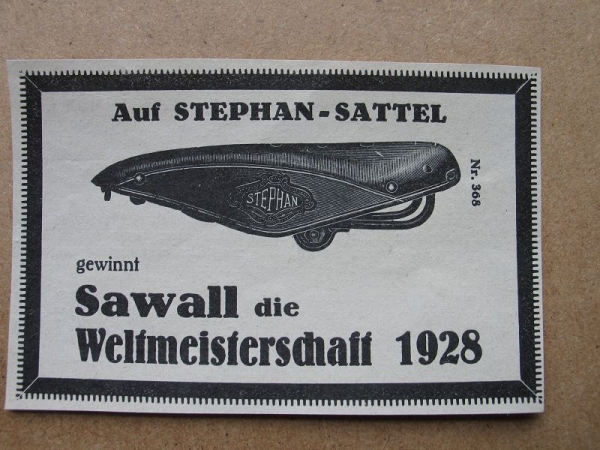 Auf STEPHAN-SATTEL
STEPHAN
Nr. 368
gewinnt
Sawall die
Weltmeisterschaft 1928